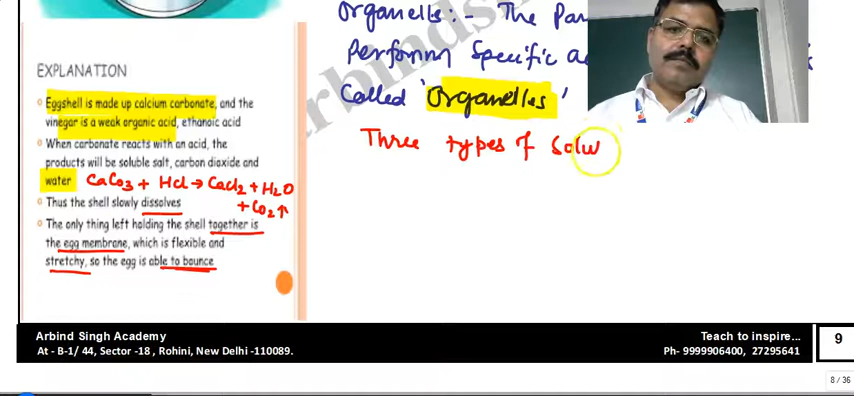 EXPLANATION
Eggshell is made up calcium carbonate, and the
vinegar is a weak organic acid, ethanoic acid
When carbonate reacts with an acid, the
products will be soluble salt, carbon dioxide and
water CaCO3 + HCl → CaCl2 + H2O
+ CO2 ↑
Thus the shell slowly dissolves
The only thing left holding the shell together is
the egg membrane, which is flexible and
stretchy, so the egg is able to bounce
Organelles:- The Par
Performing Specific ac
Called 'Organelles'
Three types of Solu
Arbind Singh Academy
At - B-1/ 44, Sector -18 , Rohini, New Delhi -110089.
Teach to inspire...
Ph- 9999906400, 27295641
9
8 / 36